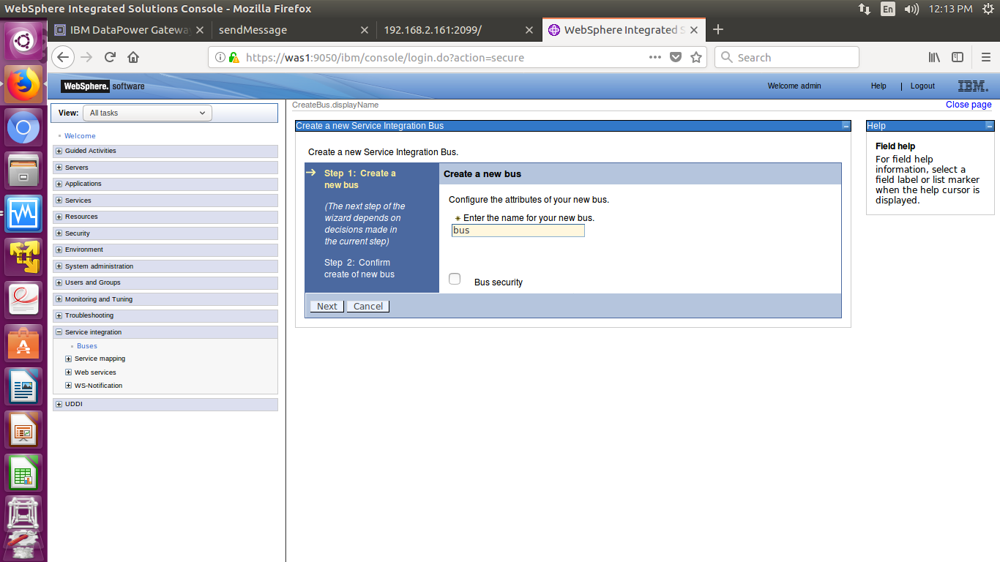 WebSphere Integrated Solutions Console - Mozilla Firefox
En
12:13 PM
IBM DataPower Gateway
sendMessage
192.168.2.161:2099/
WebSphere Integrated S
https://was1:9050/ibm/console/login.do?action=secure
Search
WebSphere. software
Welcome admin
Help
Logout
IBM.
View: All tasks
Welcome
Guided Activities
Servers
Applications
Services
Resources
Security
Environment
System administration
Users and Groups
Monitoring and Tuning
Troubleshooting
Service integration
Buses
Service mapping
Web services
WS-Notification
UDDI
CreateBus.displayName
Close page
Create a new Service Integration Bus
Create a new Service Integration Bus.
Step 1: Create a
new bus
(The next step of the
wizard depends on
decisions made in
the current step)
Step 2: Confirm
create of new bus
Create a new bus
Configure the attributes of your new bus.
Enter the name for your new bus.
bus
Bus security
Next
Cancel
Help
Field help
For field help
information, select a
field label or list marker
when the help cursor is
displayed.